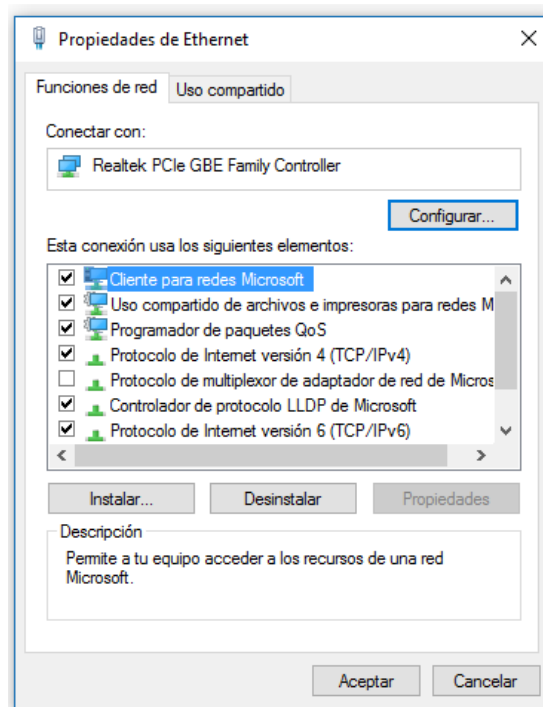 Propiedades de Ethernet
Funciones de red
Uso compartido
Conectar con:
Realtek PCIe GBE Family Controller
Configurar...
Esta conexión usa los siguientes elementos:
Cliente para redes Microsoft
Uso compartido de archivos e impresoras para redes M
Programador de paquetes QoS
Protocolo de Internet versión 4 (TCP/IPv4)
Protocolo de multiplexor de adaptador de red de Micros
Controlador de protocolo LLDP de Microsoft
Protocolo de Internet versión 6 (TCP/IPv6)
Instalar...
Desinstalar
Propiedades
Descripción
Permite a tu equipo acceder a los recursos de una red
Microsoft.
Aceptar
Cancelar